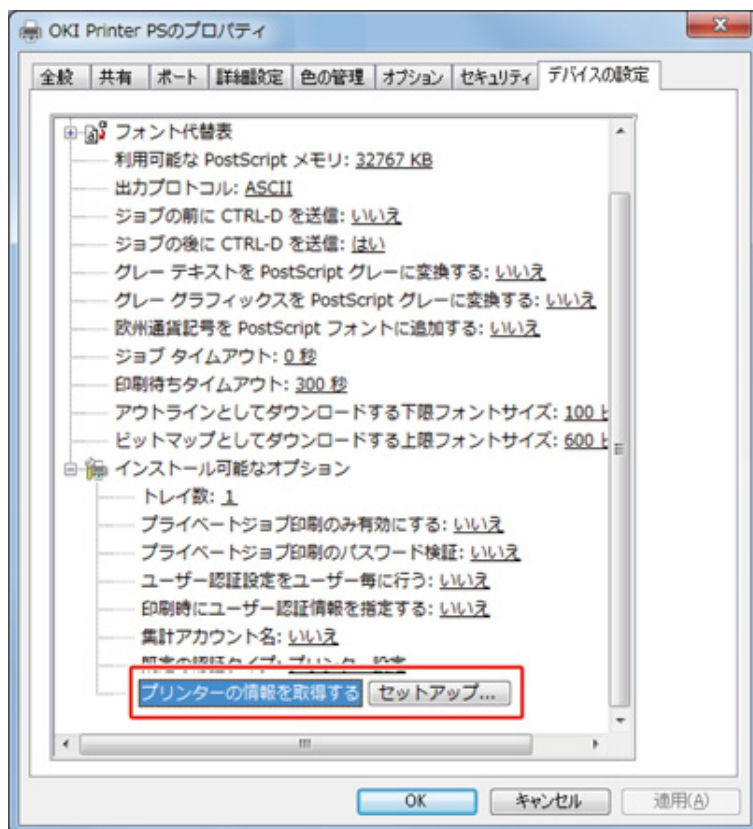 OKI Printer PSのプロパティ
全般 共有 ポート 詳細設定 色の管理 オプション セキュリティ デバイスの設定
フォント代替表
利用可能な PostScript メモリ: 32767 KB
出力プロトコル: ASCII
ジョブの前に CTRL-D を送信: いいえ
ジョブの後に CTRL-D を送信: はい
グレー テキストを PostScript グレーに変換する: いいえ
グレー グラフィックスを PostScript グレーに変換する: いいえ
欧州通貨記号を PostScript フォントに追加する: いいえ
ジョブ タイムアウト: 0 秒
印刷待ちタイムアウト: 300 秒
アウトラインとしてダウンロードする下限フォントサイズ: 100
ビットマップとしてダウンロードする上限フォントサイズ: 600
インストール可能なオプション
トレイ数: 1
プライベートジョブ印刷のみ有効にする: いいえ
プライベートジョブ印刷のパスワード検証: いいえ
ユーザー認証設定をユーザー毎に行う: いいえ
印刷時にユーザー認証情報を指定する: いいえ
集計アカウント名: いいえ
プリンターの情報を取得する セットアップ...
OK キャンセル 適用(A)